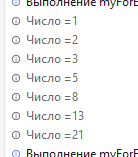 Выполнение myForE
Число =1
Число =2
Число =3
Число =5
Число =8
Число =13
Число =21
Выполнение myForE